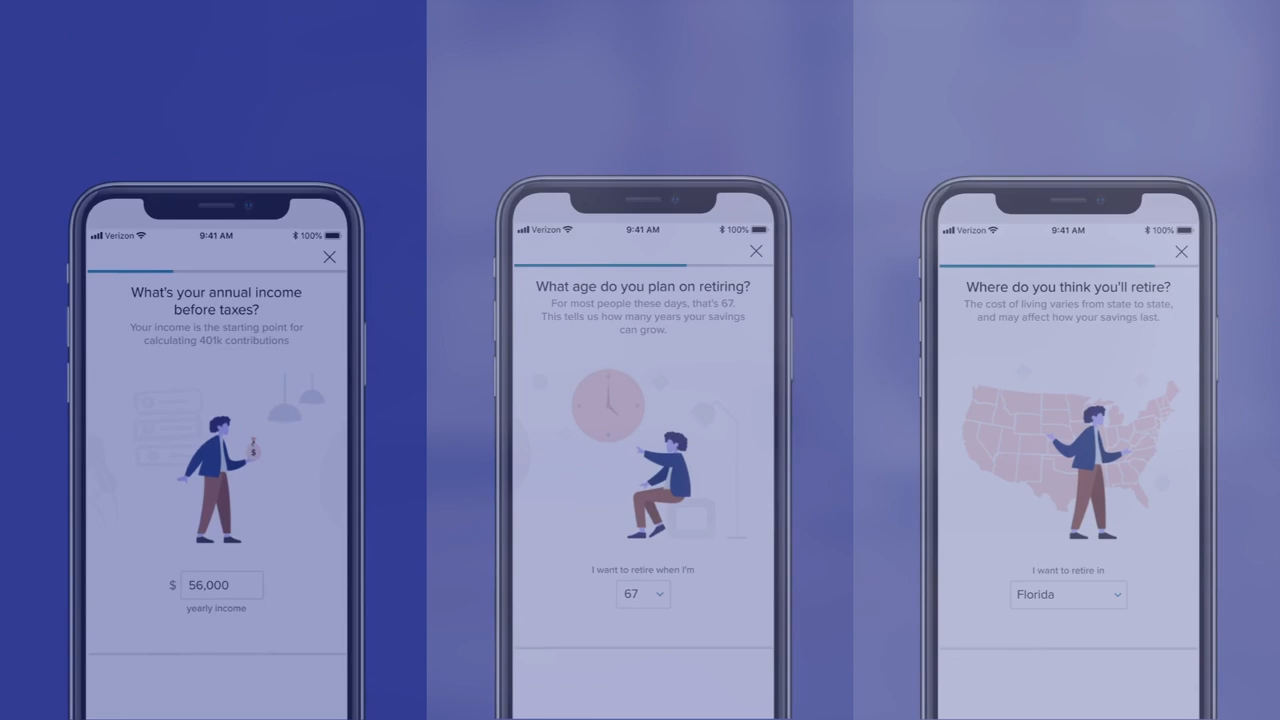 Verizon
9:41 AM
100%
What's your annual income
before taxes?
Your income is the starting point for
calculating 401k contributions
$
$ 56,000
yearly income
Verizon
9:41 AM
100%
What age do you plan on retiring?
For most people these days, that's 67.
This tells us how many years your savings
can grow.
I want to retire when I'm
67
Verizon
9:41 AM
100%
Where do you think you'll retire?
The cost of living varies from state to state,
and may affect how your savings last.
I want to retire in
Florida